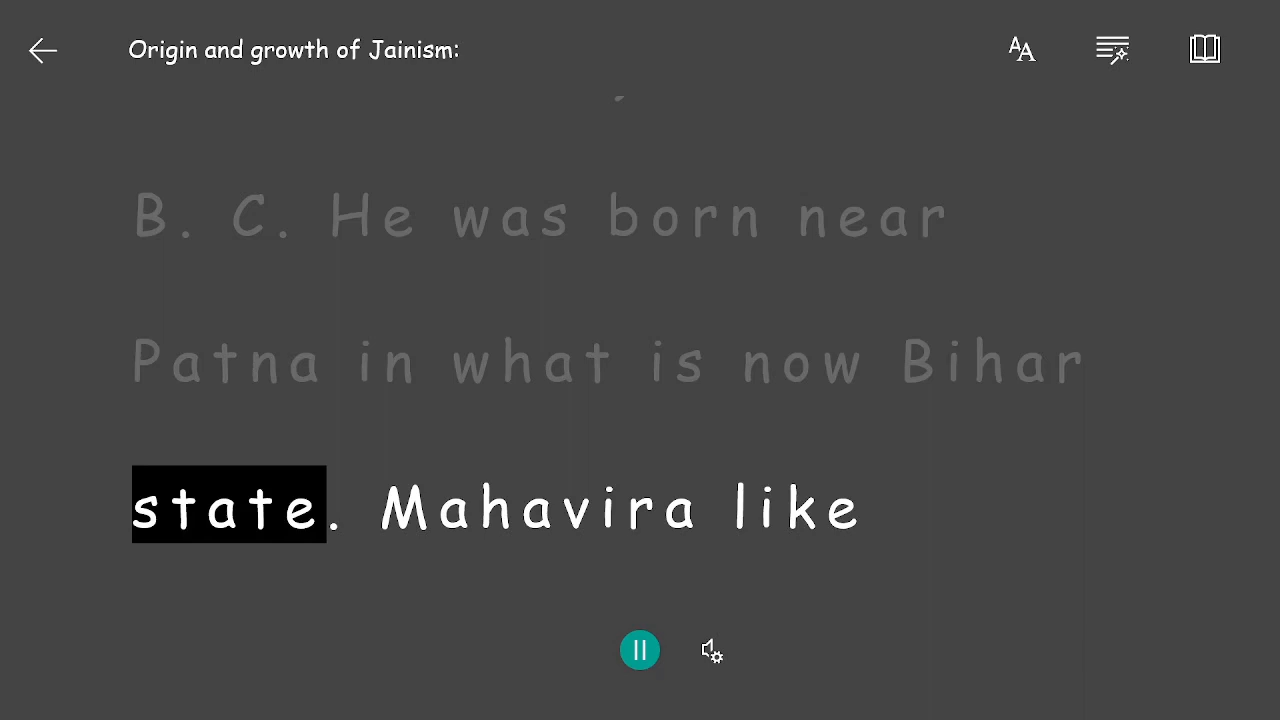 Origin and growth of Jainism:
B. C. He was born near
Patna in what is now Bihar
state. Mahavira like